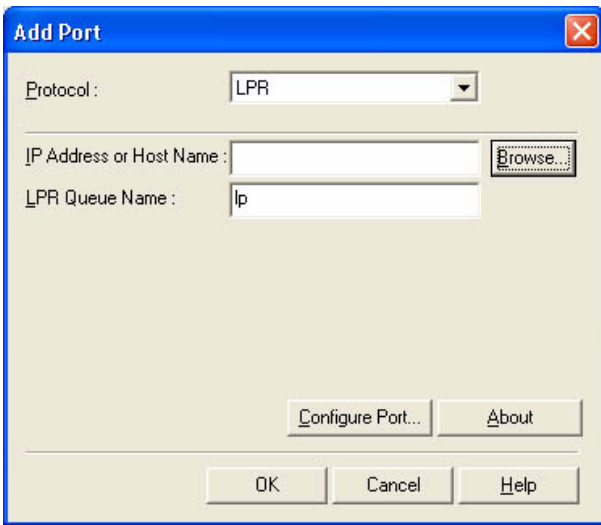 Add Port
Protocol :
LPR
IP Address or Host Name :
Browse...
LPR Queue Name :
lp
Configure Port...
About
OK
Cancel
Help